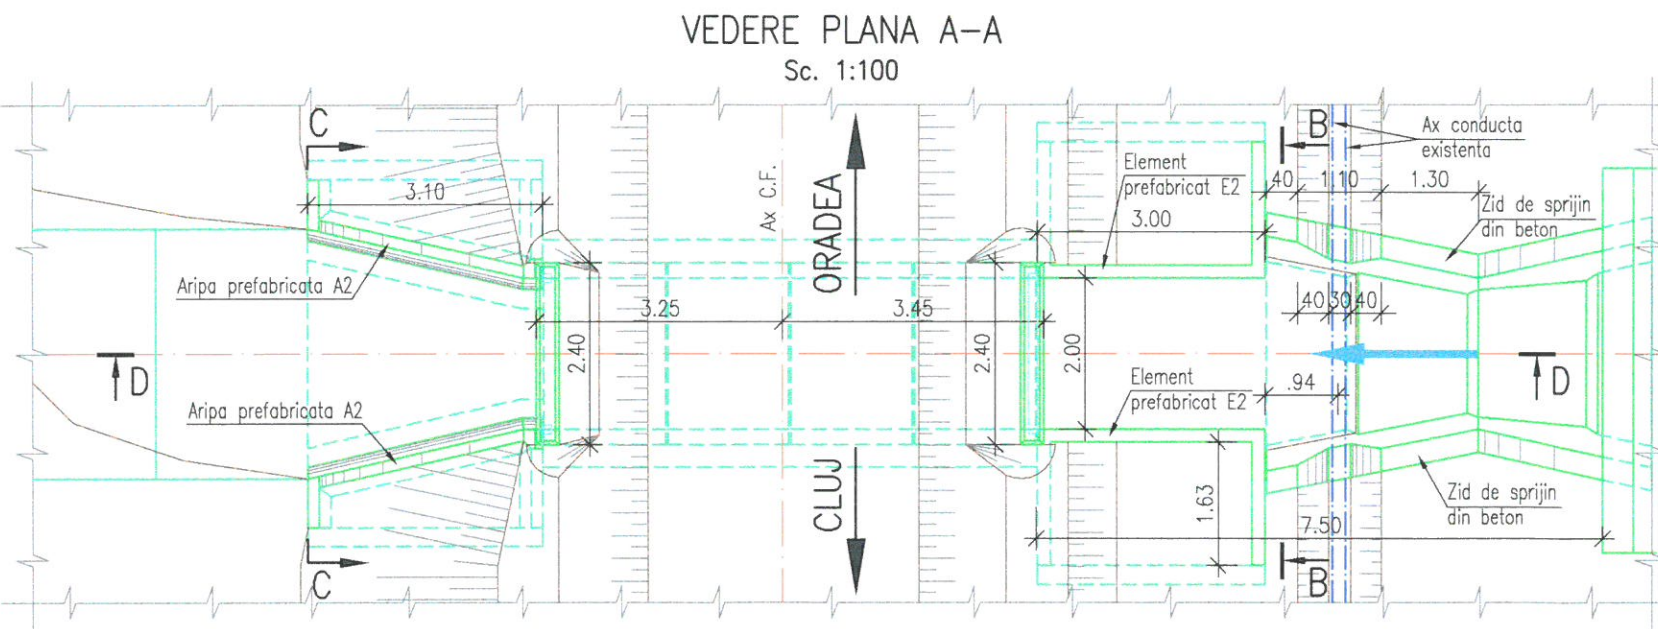 VEDERE PLANA A-A
Sc. 1:100
C
3.10
Aripa prefabricata A2
Ax C.F.
ORADEA
Element
prefabricat E2
3.00
B
Ax conducta
existenta
40
1.10
1.30
Zid de sprijin
din beton
3.25
3.45
2.40
2.40
2.00
40
30
40
D
D
.94
Aripa prefabricata A2
Element
prefabricat E2
CLUJ
1.63
Zid de sprijin
din beton
7.50
C
B